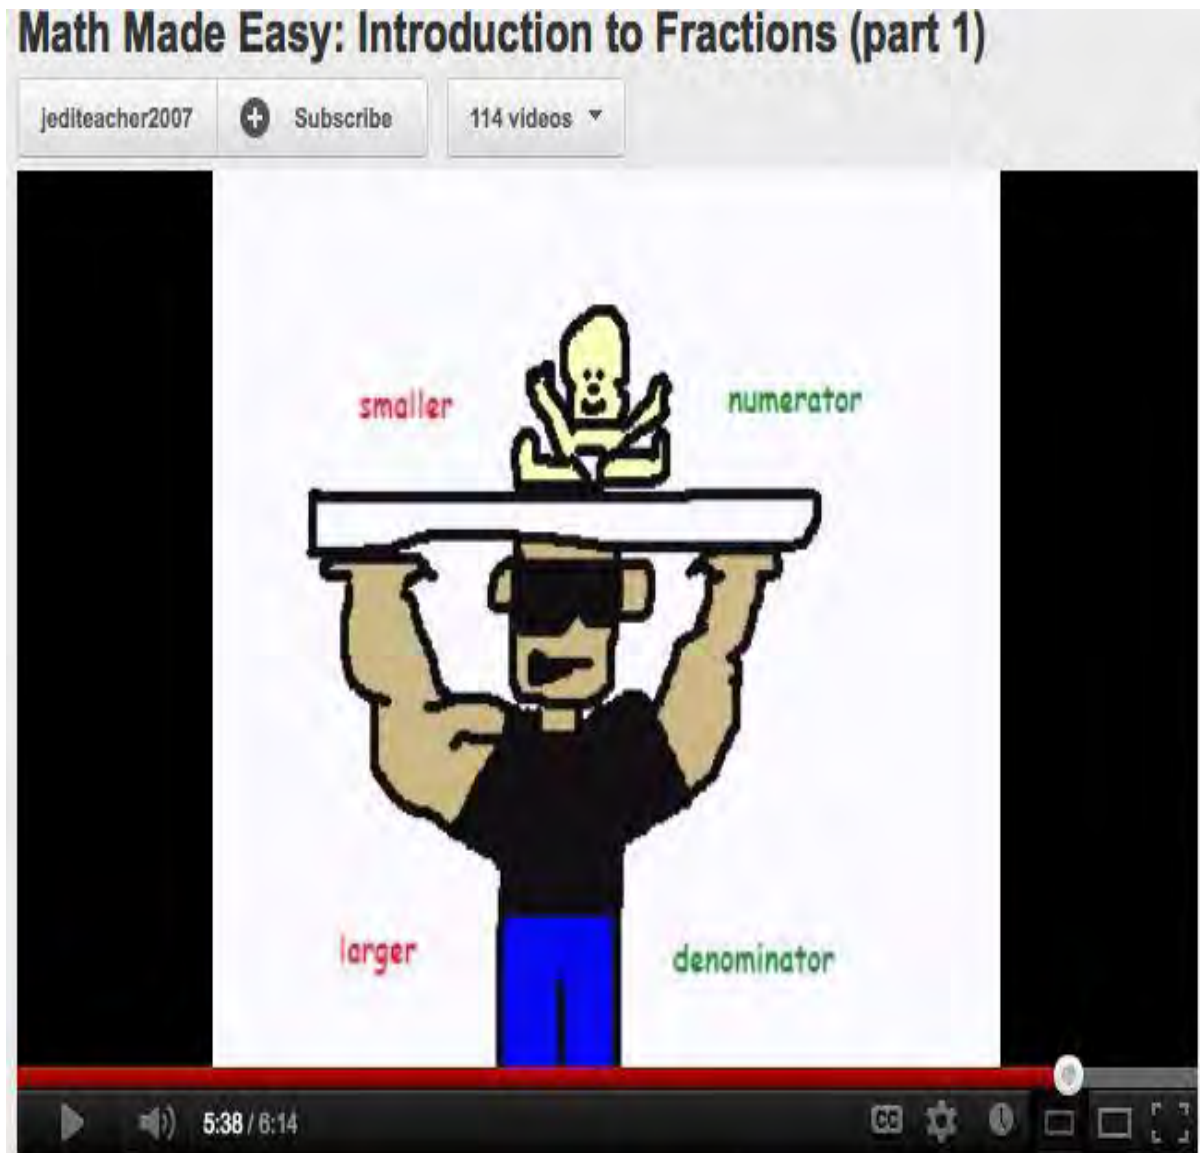 Math Made Easy: Introduction to Fractions (part 1)
jediteacher2007 Subscribe 114 videos
smaller numerator
larger denominator
5:38 / 6:14 CC